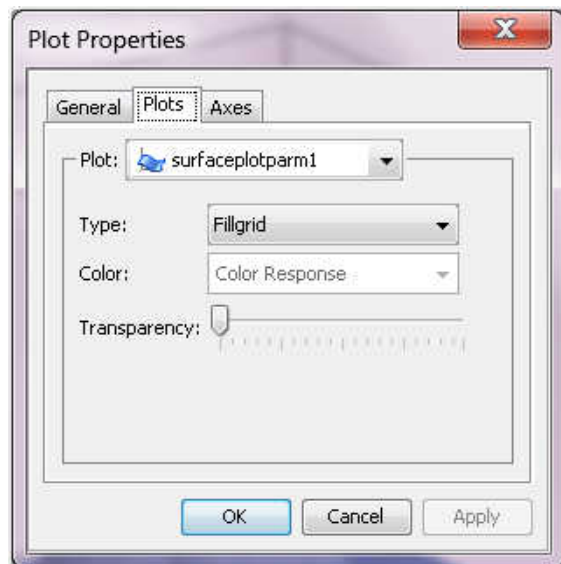 Plot Properties
General Plots Axes
Plot: surfaceplotparm1
Type: Fillgrid
Color: Color Response
Transparency:
OK Cancel Apply